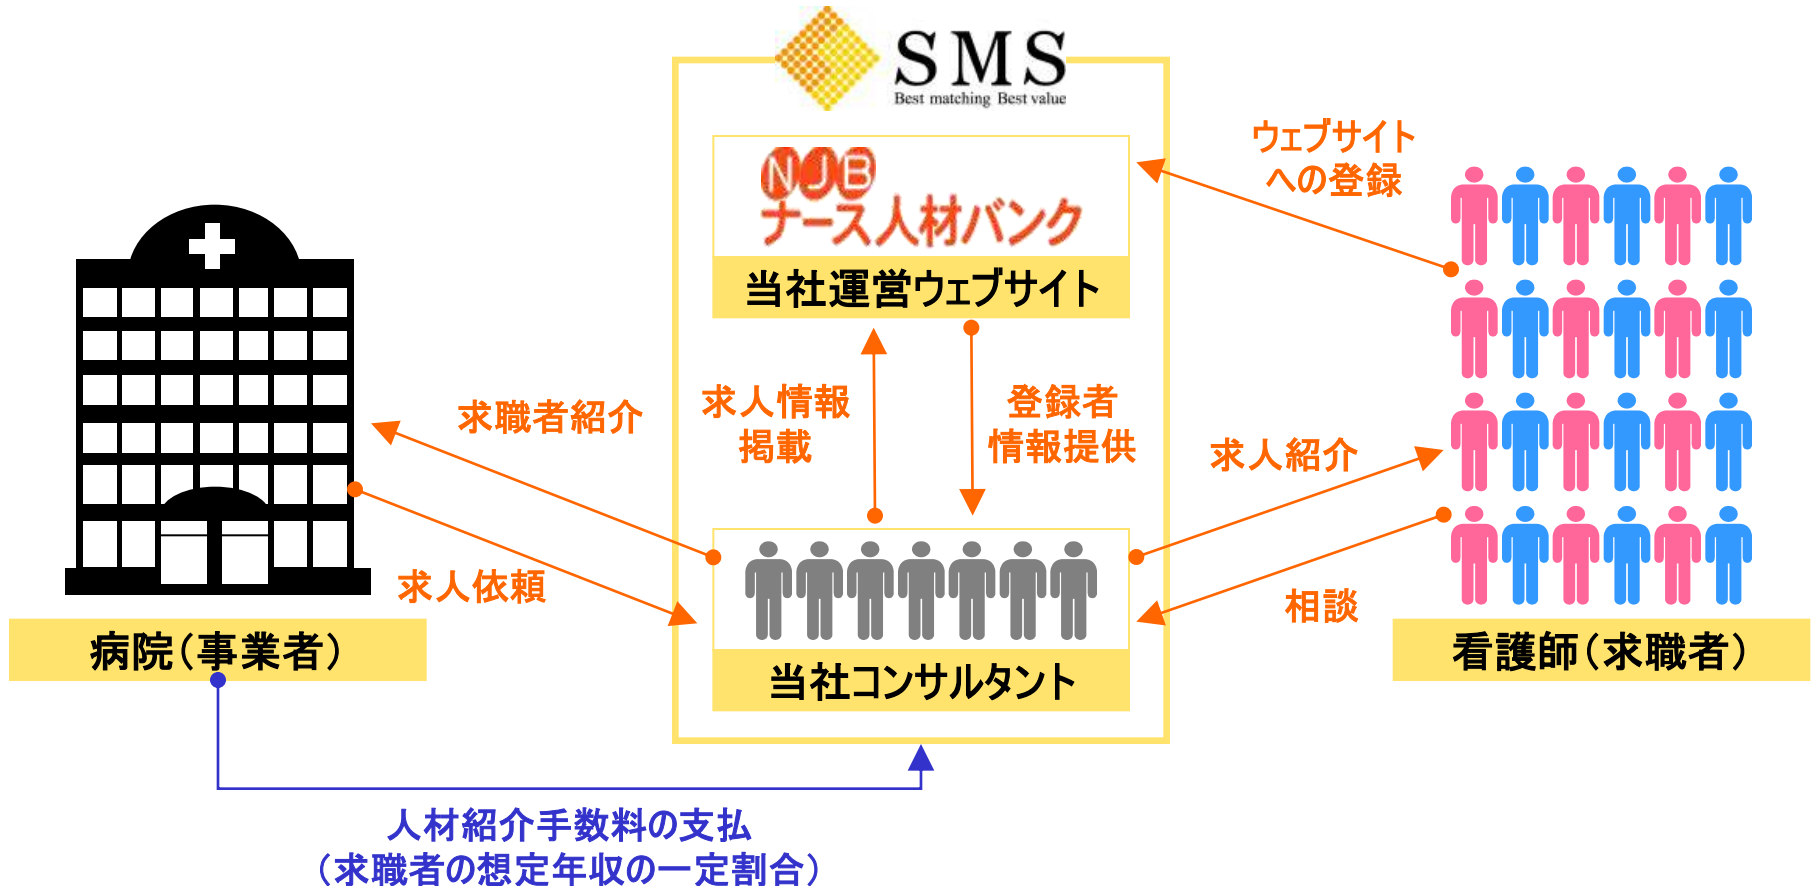 SMS
Best matching Best value
NJB
ナース人材バンク
当社運営ウェブサイト
ウェブサイト
への登録
求職者紹介
求人情報
掲載
登録者
情報提供
求人紹介
求人依頼
相談
病院（事業者）
当社コンサルタント
看護師（求職者）
人材紹介手数料の支払
（求職者の想定年収の一定割合）